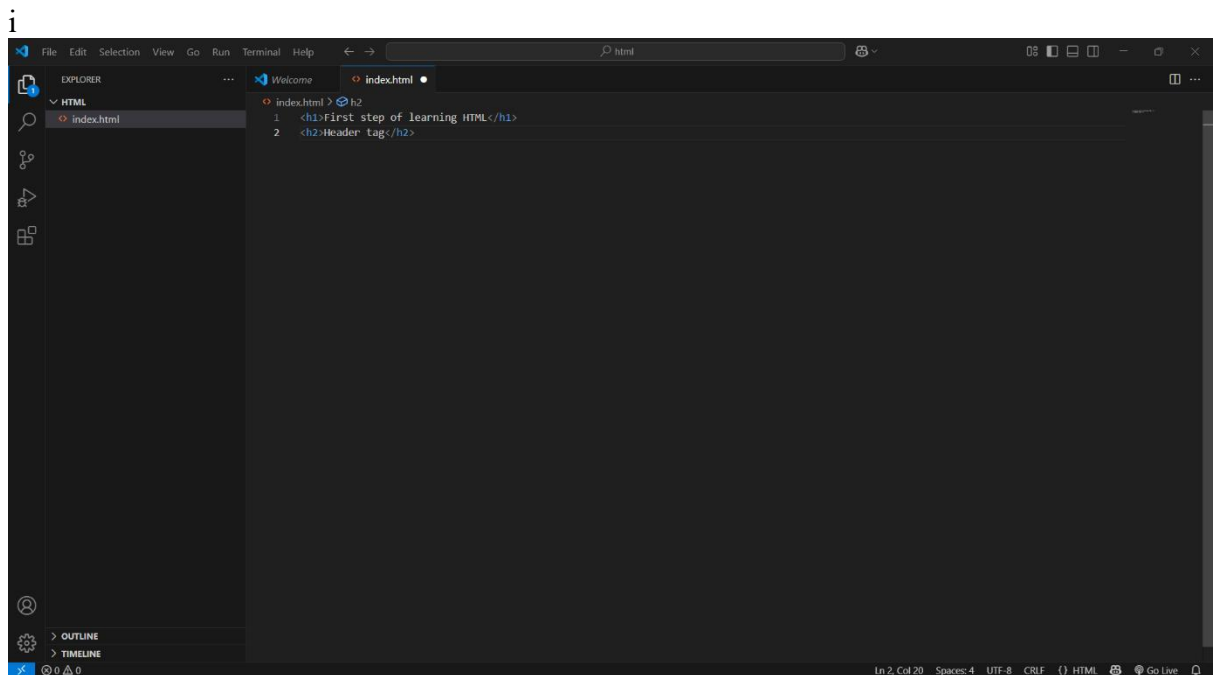 i
File Edit Selection View Go Run Terminal Help html
EXPLORER
Welcome index.html
HTML
index.html
index.html > h2
1 <h1>First step of learning HTML</h1>
2 <h2>Header tag</h2>
1
OUTLINE
TIMELINE
0 0
Ln 2, Col 20 Spaces: 4 UTF-8 CRLF {} HTML Go Live